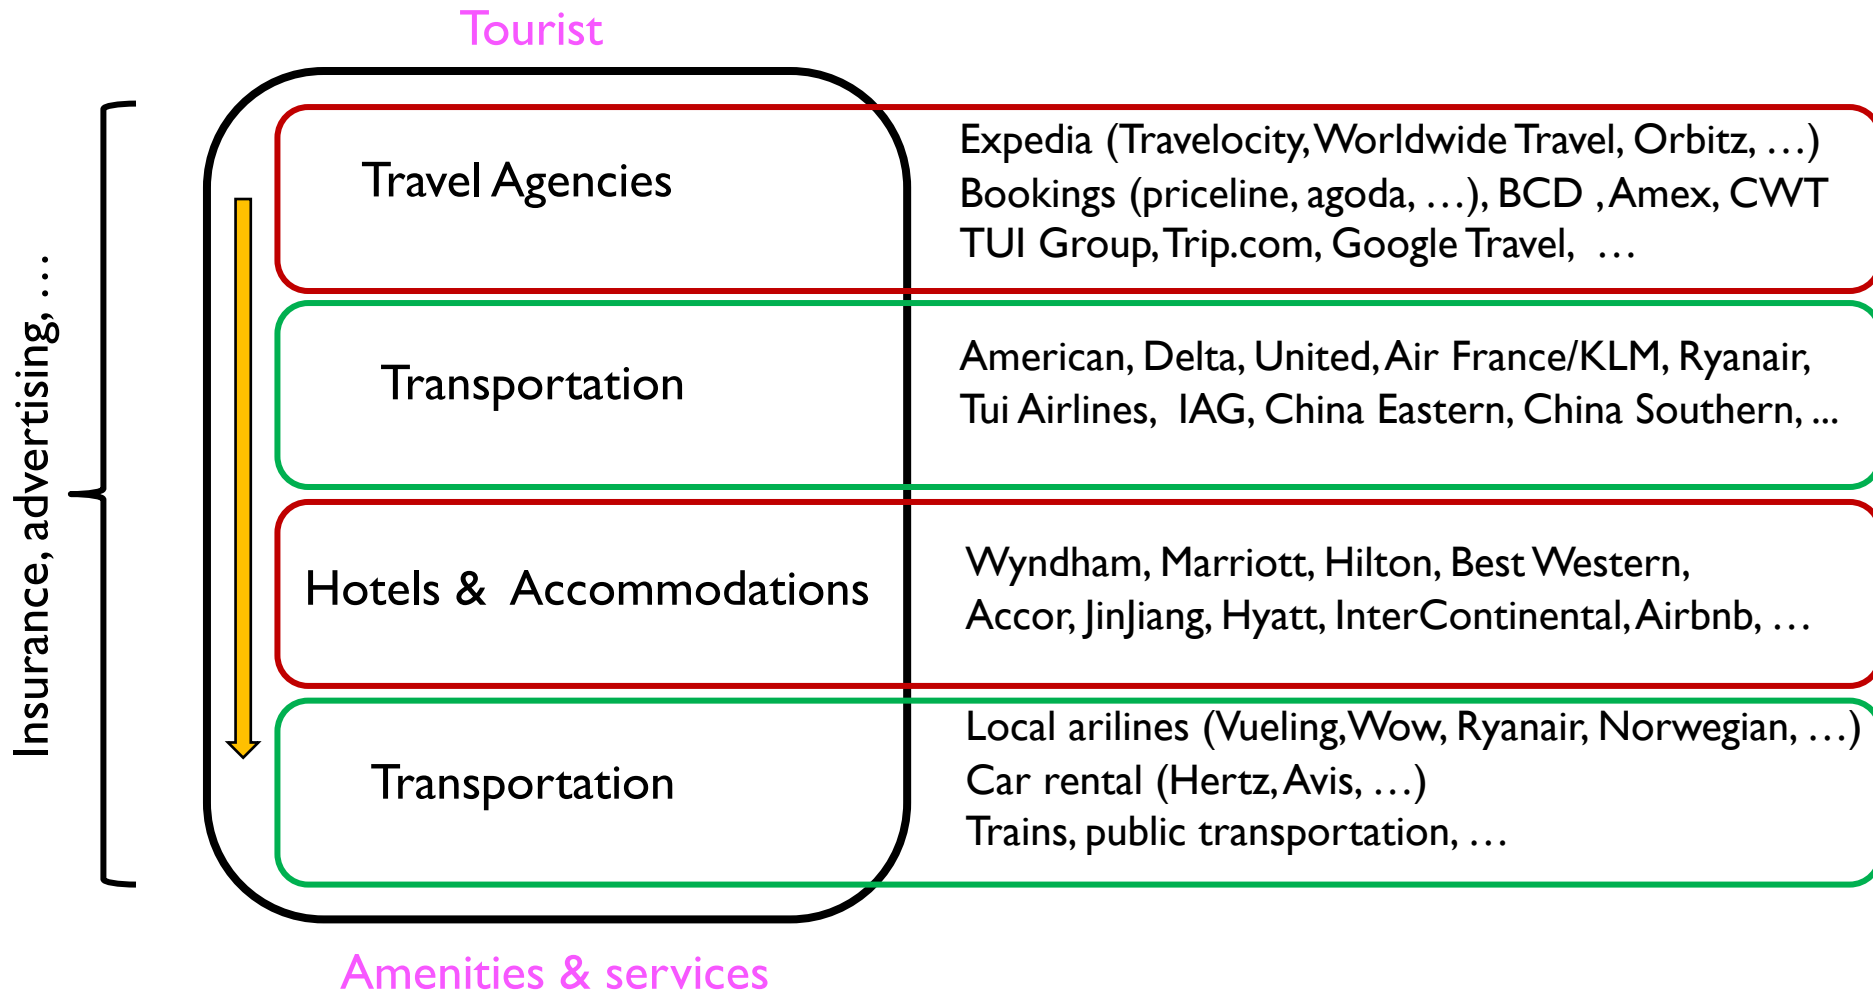 Tourist
Insurance, advertising, …
Travel Agencies
Expedia (Travelocity, Worldwide Travel, Orbitz, …)
Bookings (priceline, agoda, …), BCD , Amex, CWT
TUI Group, Trip.com, Google Travel, …
Transportation
American, Delta, United, Air France/KLM, Ryanair,
Tui Airlines, IAG, China Eastern, China Southern, ...
Hotels & Accommodations
Wyndham, Marriott, Hilton, Best Western,
Accor, JinJiang, Hyatt, InterContinental, Airbnb, …
Transportation
Local arilines (Vueling, Wow, Ryanair, Norwegian, …)
Car rental (Hertz, Avis, …)
Trains, public transportation, …
Amenities & services